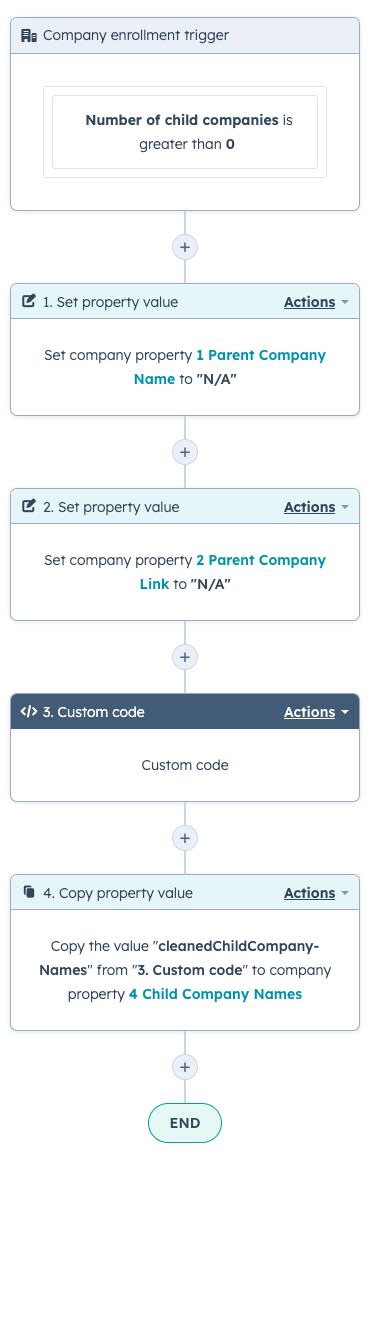 Company enrollment trigger
Number of child companies is
greater than 0
1. Set property value Actions
Set company property 1 Parent Company
Name to "N/A"
2. Set property value Actions
Set company property 2 Parent Company
Link to "N/A"
3. Custom code Actions
Custom code
4. Copy property value Actions
Copy the value "cleanedChildCompany-
Names" from "3. Custom code" to company
property 4 Child Company Names
END